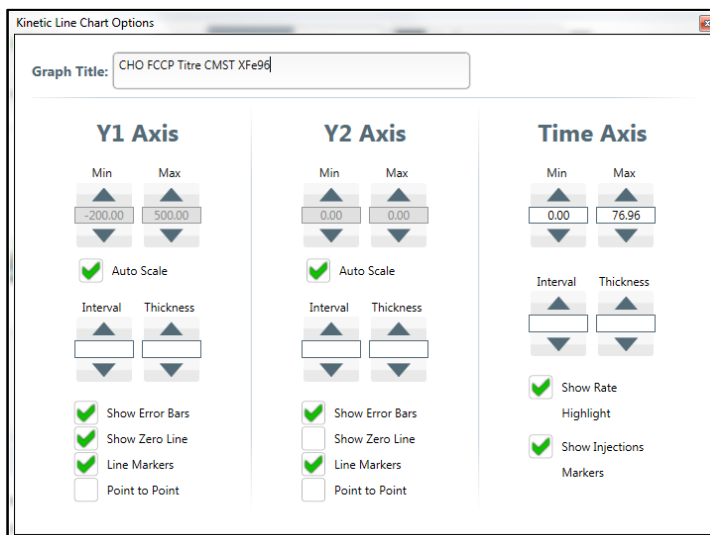 Kinetic Line Chart Options
Graph Title: CHO FCCP Titre CMST XFe96
Y1 Axis
Min Max
-200.00 500.00
Auto Scale
Interval Thickness
Show Error Bars
Show Zero Line
Line Markers
Point to Point
Y2 Axis
Min Max
0.00 0.00
Auto Scale
Interval Thickness
Show Error Bars
Show Zero Line
Line Markers
Point to Point
Time Axis
Min Max
0.00 76.96
Interval Thickness
Show Rate
Highlight
Show Injections
Markers